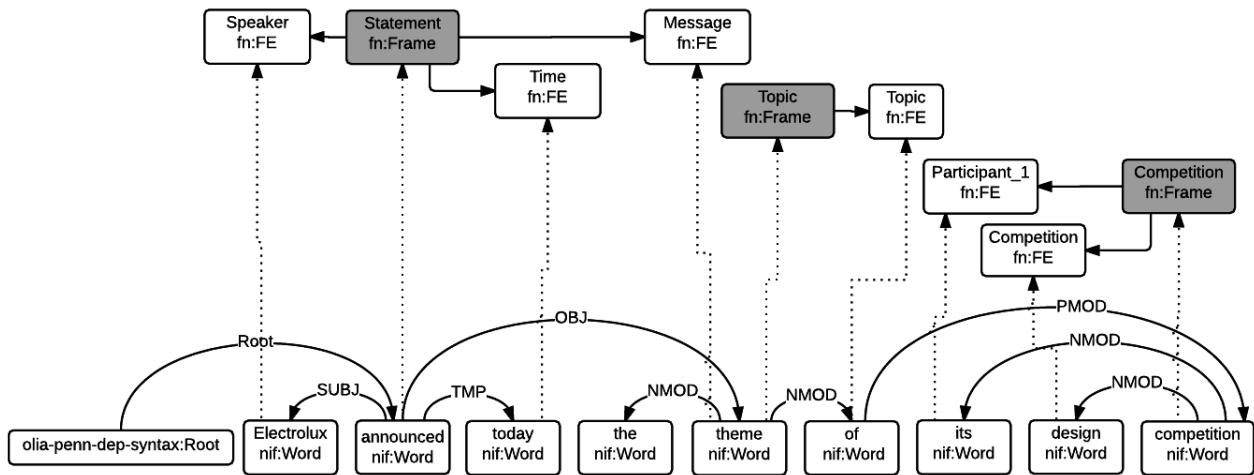 Speaker
fn:FE
Statement
fn:Frame
Message
fn:FE
Time
fn:FE
Topic
fn:Frame
Topic
fn:FE
Participant_1
fn:FE
Competition
fn:Frame
Competition
fn:FE
Root
OBJ
PMOD
SUBJ
TMP
NMOD
NMOD
NMOD
NMOD
olia-penn-dep-syntax:Root
Electrolux
nif:Word
announced
nif:Word
today
nif:Word
the
nif:Word
theme
nif:Word
of
nif:Word
its
nif:Word
design
nif:Word
competition
nif:Word